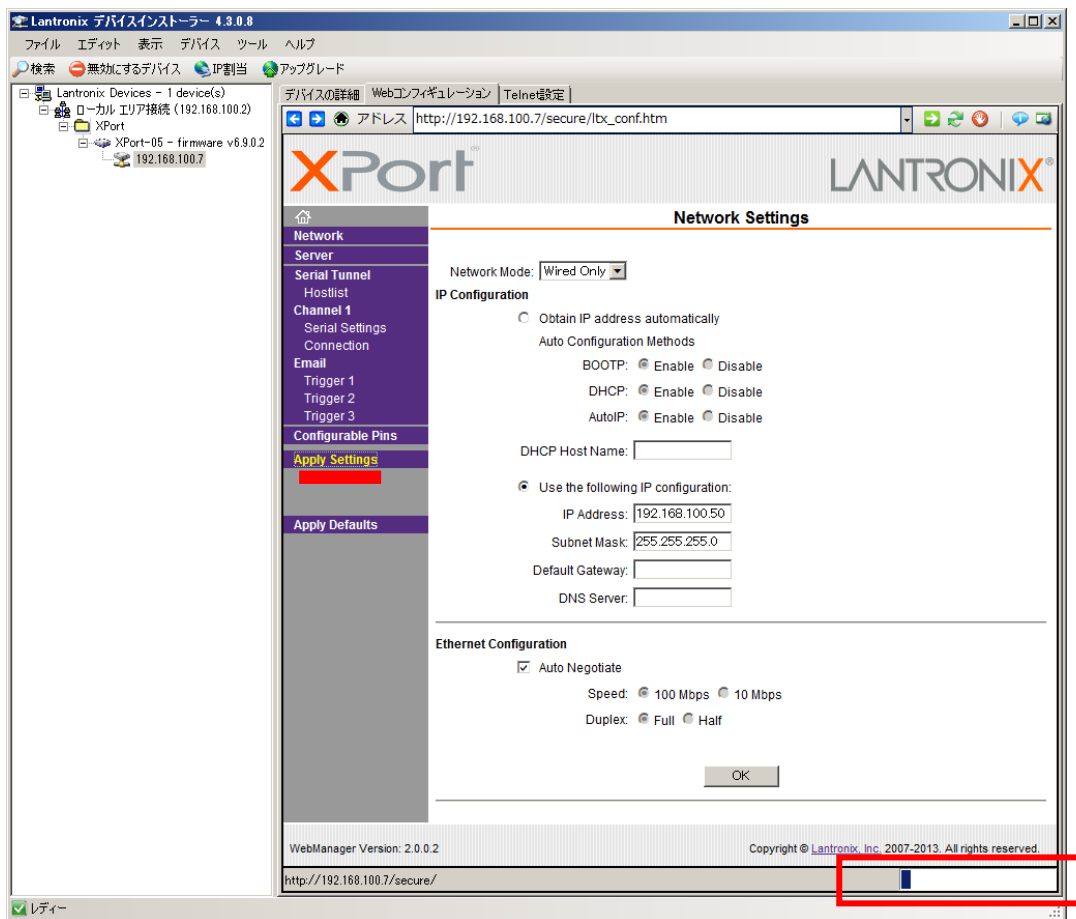 Lantronix デバイスインストーラー 4.3.0.8
ファイル エディット 表示 デバイス ツール ヘルプ
検索 無効にするデバイス IP割当 アップグレード
Lantronix Devices - 1 device(s)
ローカル エリア接続 (192.168.100.2)
XPort
XPort-05 - firmware v6.9.0.2
192.168.100.7
デバイスの詳細 Webコンフィギュレーション Telnet設定
アドレス http://192.168.100.7/secure/ltx_conf.htm
XPort® LANTRONIX®
Network
Server
Serial Tunnel
Hostlist
Channel 1
Serial Settings
Connection
Email
Trigger 1
Trigger 2
Trigger 3
Configurable Pins
Apply Settings
Apply Defaults
Network Settings
Network Mode: Wired Only
IP Configuration
Obtain IP address automatically
Auto Configuration Methods
BOOTP: Enable Disable
DHCP: Enable Disable
AutoIP: Enable Disable
DHCP Host Name:
Use the following IP configuration:
IP Address: 192.168.100.50
Subnet Mask: 255.255.255.0
Default Gateway:
DNS Server:
Ethernet Configuration
Auto Negotiate
Speed: 100 Mbps 10 Mbps
Duplex: Full Half
OK
WebManager Version: 2.0.0.2 Copyright © Lantronix, Inc. 2007-2013. All rights reserved.
http://192.168.100.7/secure/
レディー